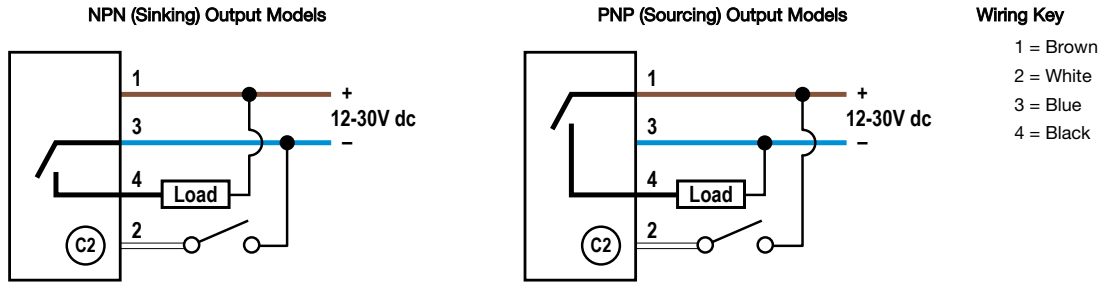 NPN (Sinking) Output Models
1
+
12-30V dc
3
–
4
Load
2
C2
PNP (Sourcing) Output Models
1
+
12-30V dc
3
–
4
Load
2
C2
Wiring Key
1 = Brown
2 = White
3 = Blue
4 = Black